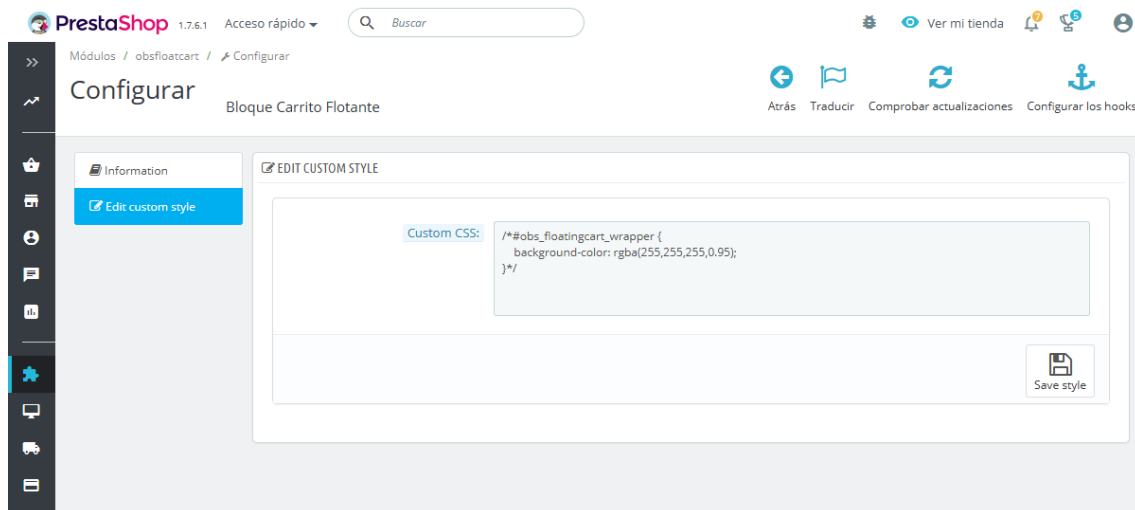 PrestaShop 1.7.6.1 Acceso rápido Buscar Ver mi tienda 7 5
Módulos / obsfloatcart / Configurar
Configurar
Bloque Carrito Flotante
Atrás Traducir Comprobar actualizaciones Configurar los hooks
Information
Edit custom style
EDIT CUSTOM STYLE
Custom CSS:
/*#obs_floatingcart_wrapper {
background-color: rgba(255,255,255,0.95);
}*/
Save style